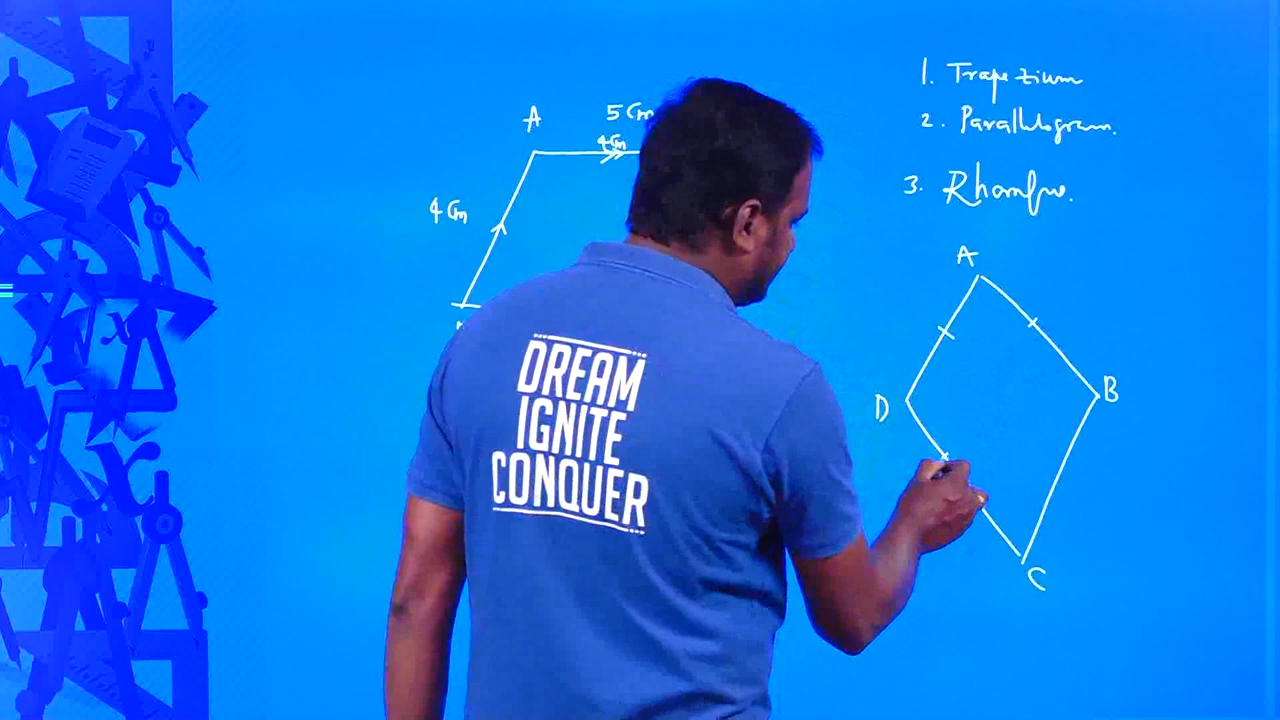 1. Trapezium
2. Parallelogram.
3. Rhombus.
A
5 Cm
4 Cm
4 Cm
A
D
B
C
DREAM
IGNITE
CONQUER